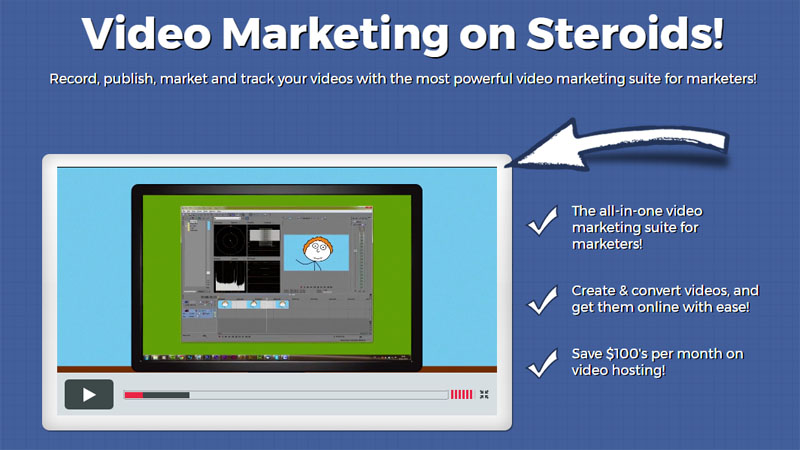 Video Marketing on Steroids!
Record, publish, market and track your videos with the most powerful video marketing suite for marketers!
The all-in-one video
marketing suite for
marketers!
Create & convert videos, and
get them online with ease!
Save $100's per month on
video hosting!